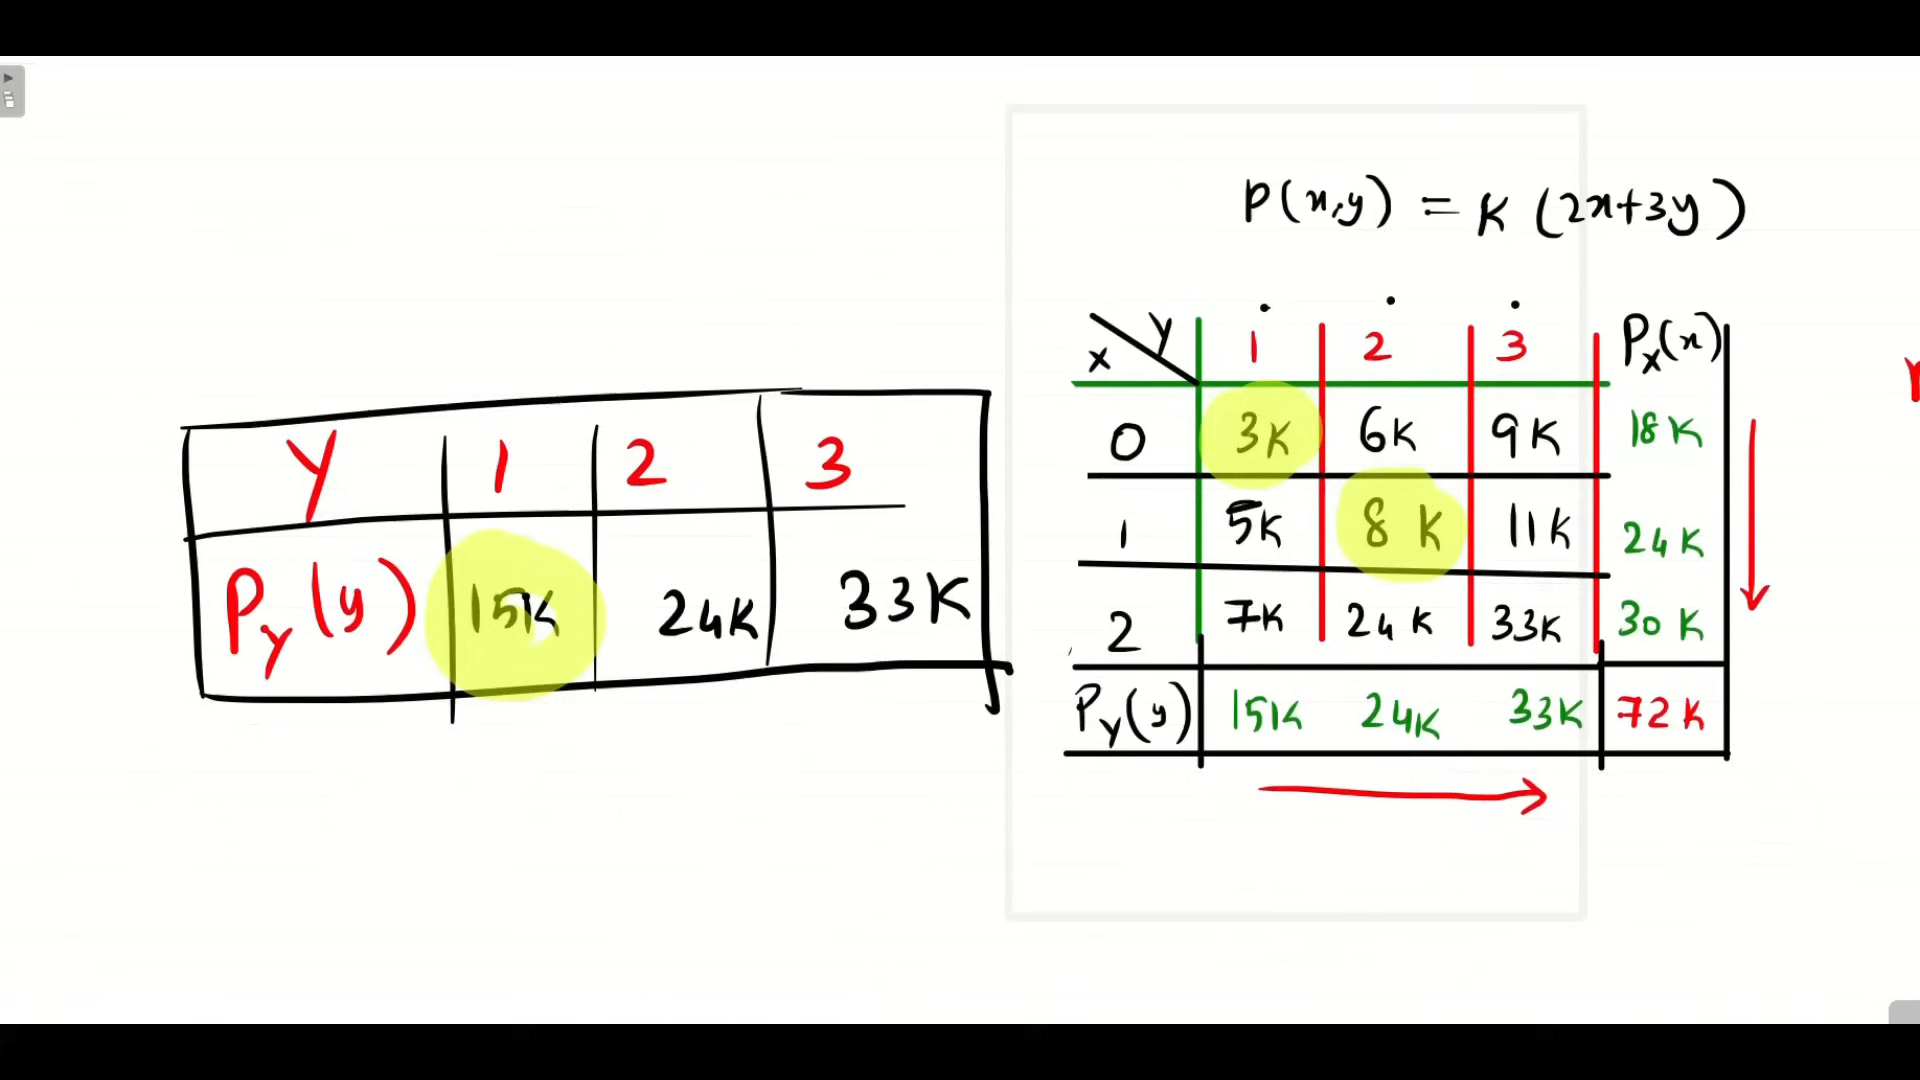 P(x,y) = K (2x+3y)
x Y 1 2 3 Px(x)
0 3K 6K 9K 18K
1 5K 8K 11K 24K
2 7K 24K 33K 30K
PY(y) 15K 24K 33K 72K
Y 1 2 3
PY(y) 15K 24K 33K